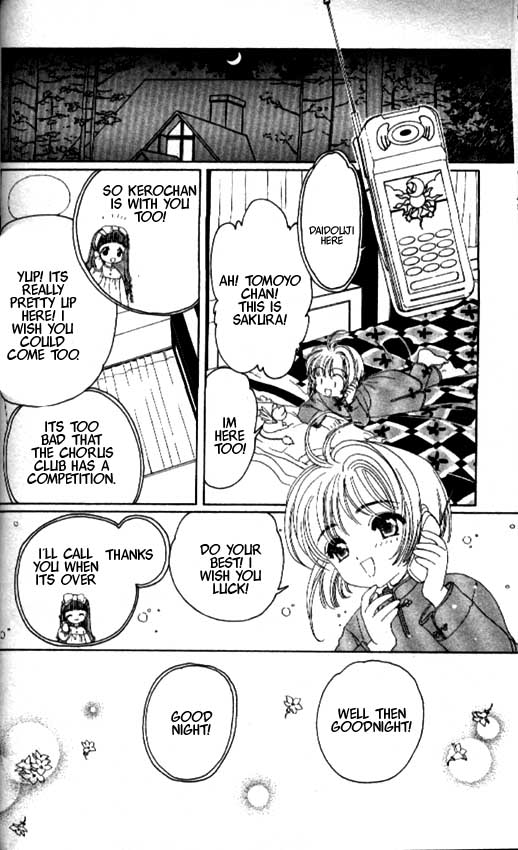 DAIDOUJI
HERE
AH! TOMOYO
CHAN!
THIS IS
SAKURA!
IM
HERE
TOO!
SO KEROCHAN
IS WITH YOU
TOO!
YUP! ITS
REALLY
PRETTY UP
HERE! I
WISH YOU
COULD
COME TOO.
ITS TOO
BAD THAT
THE CHORUS
CLUB HAS A
COMPETITION.
DO YOUR
BEST! I
WISH YOU
LUCK!
THANKS
I'LL CALL
YOU WHEN
ITS OVER
WELL THEN
GOODNIGHT!
GOOD
NIGHT!